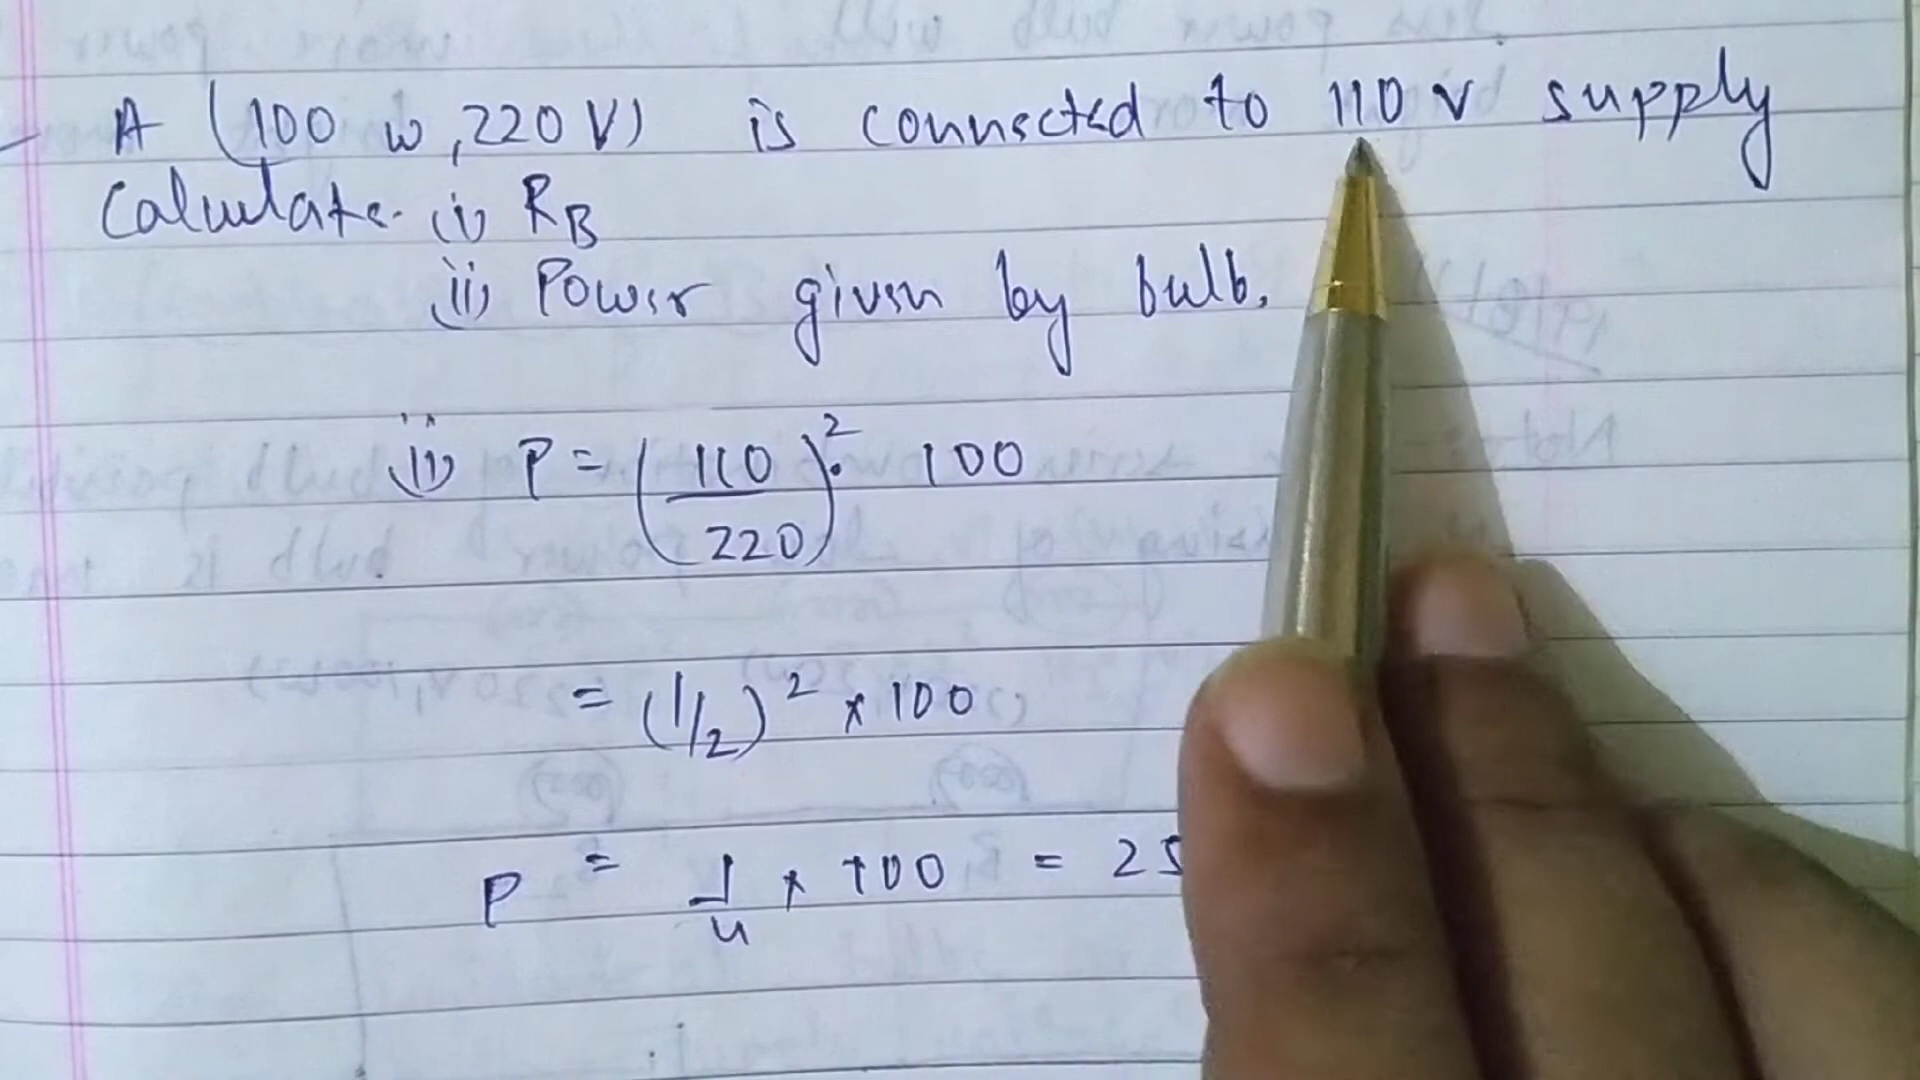 A (100 w, 220 V) is connected to 110 v supply
Calculate. (i) RB
(ii) Power given by bulb.
(ii) P = (110/220)². 100
= (1/2)² × 100
P = 1/4 × 100 = 25